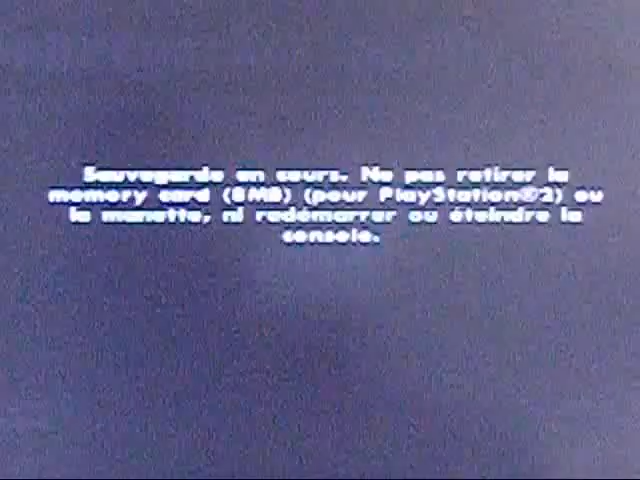 Sauvegarde en cours. Ne pas retirer la
memory card (8MB) (pour PlayStation®2) ou
la manette, ni redémarrer ou éteindre la
console.